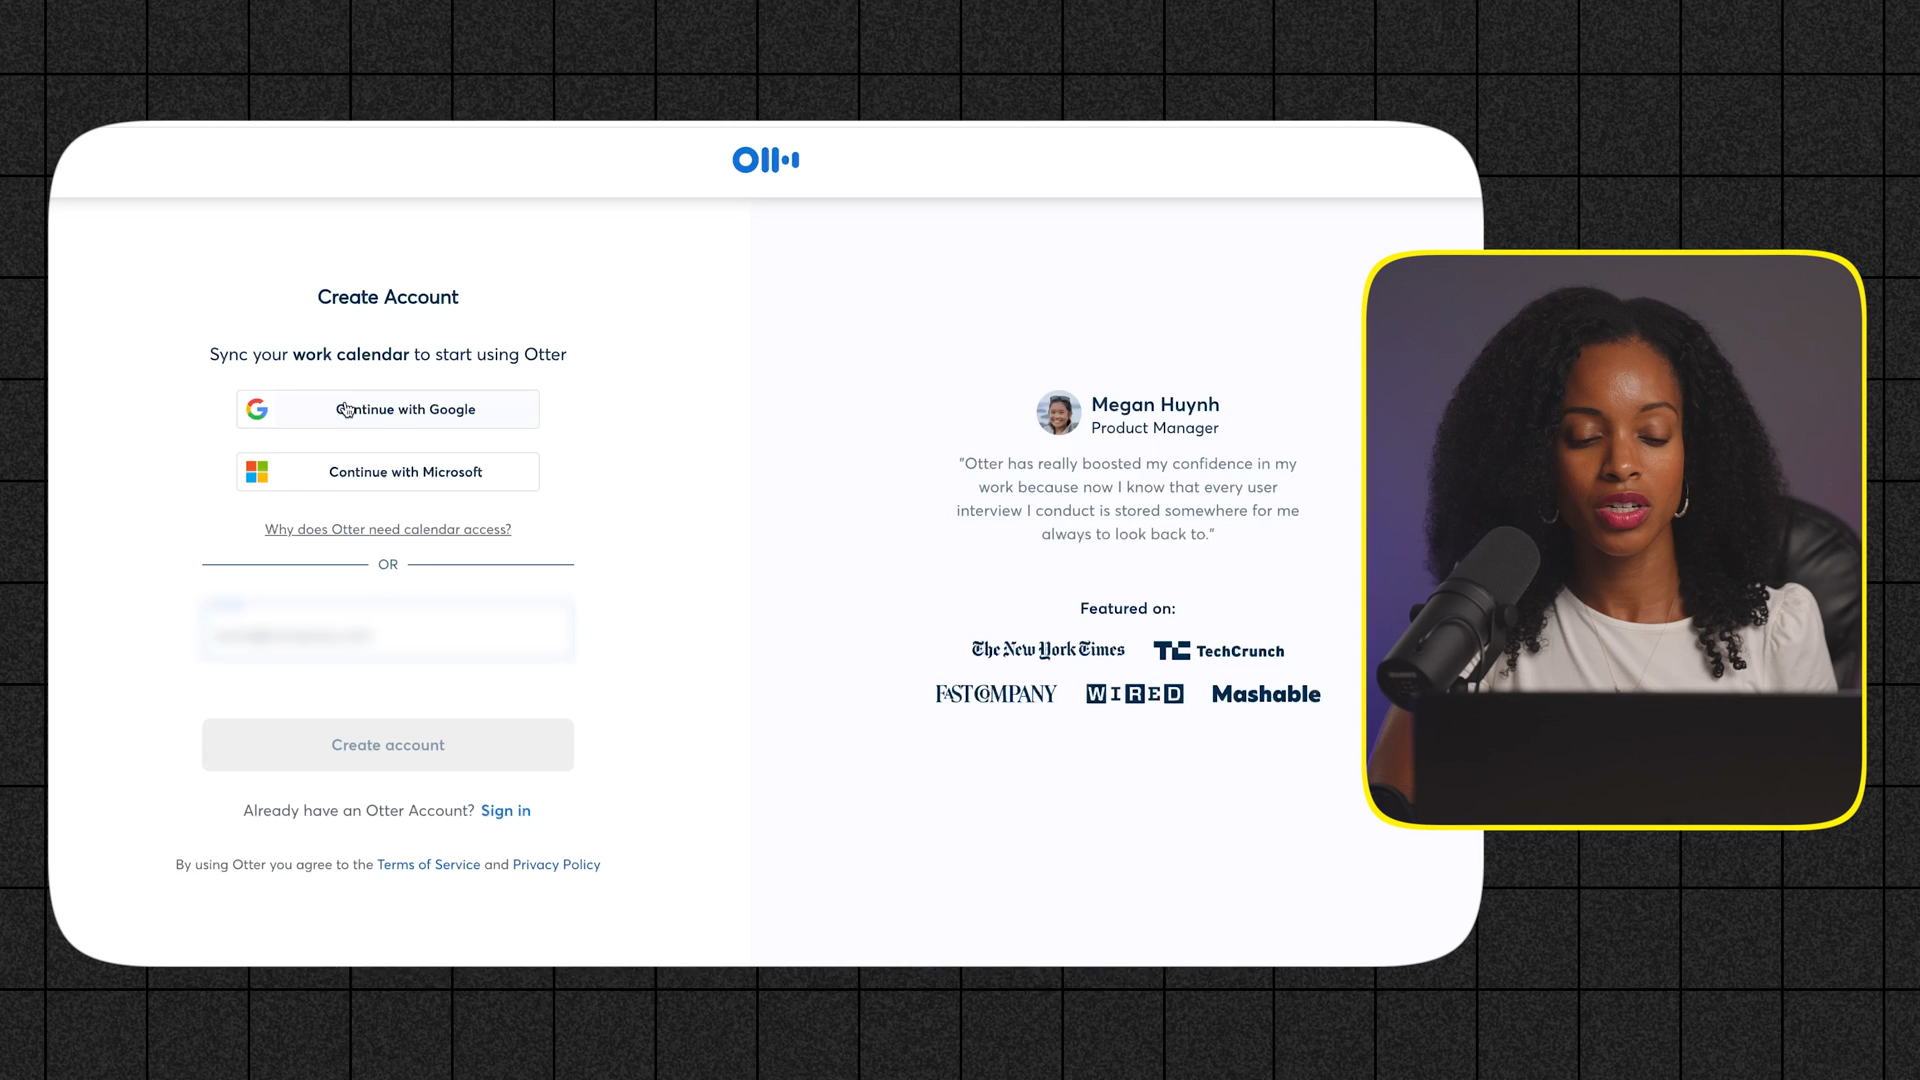 Create Account
Sync your work calendar to start using Otter
Continue with Google
Continue with Microsoft
Why does Otter need calendar access?
OR
Create account
Already have an Otter Account? Sign in
By using Otter you agree to the Terms of Service and Privacy Policy
Megan Huynh
Product Manager
"Otter has really boosted my confidence in my
work because now I know that every user
interview I conduct is stored somewhere for me
always to look back to."
Featured on:
The New York Times
TC TechCrunch
FAST COMPANY
WIRED
Mashable